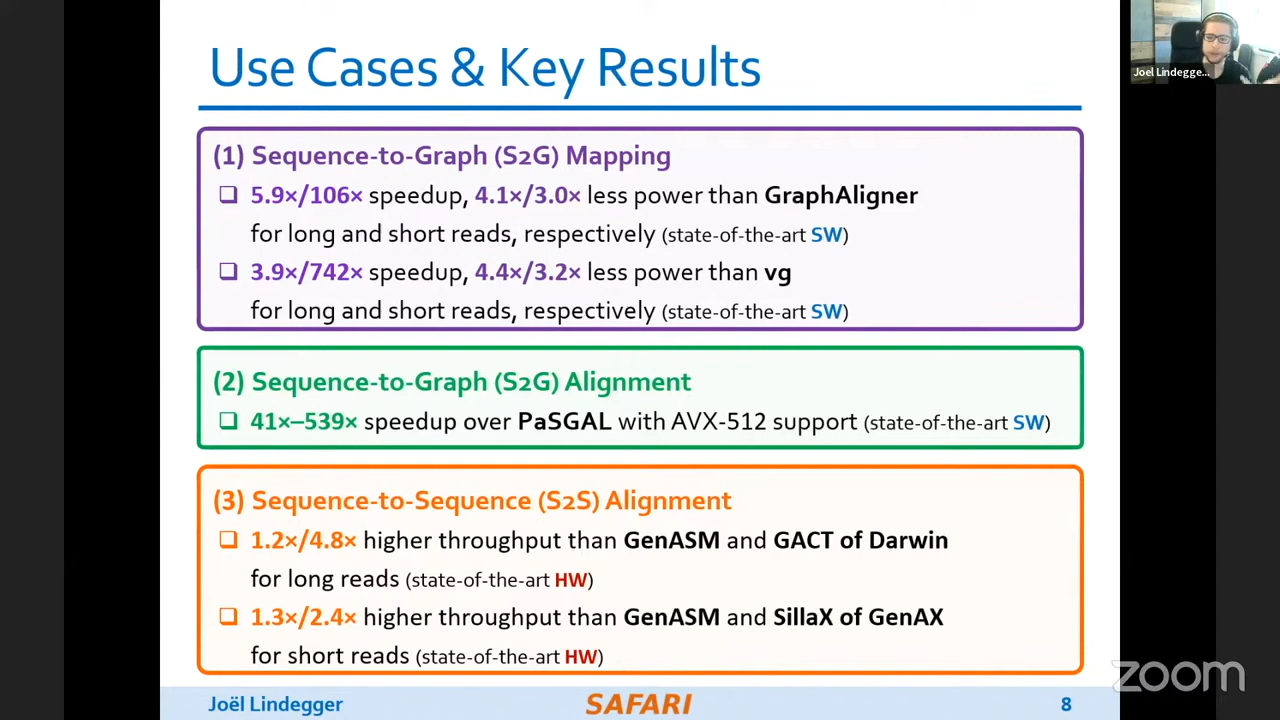 Use Cases & Key Results
Joel Lindegge...
(1) Sequence-to-Graph (S2G) Mapping
❑ 5.9×/106× speedup, 4.1×/3.0× less power than GraphAligner
for long and short reads, respectively (state-of-the-art SW)
❑ 3.9×/742× speedup, 4.4×/3.2× less power than vg
for long and short reads, respectively (state-of-the-art SW)
(2) Sequence-to-Graph (S2G) Alignment
❑ 41×–539× speedup over PaSGAL with AVX-512 support (state-of-the-art SW)
(3) Sequence-to-Sequence (S2S) Alignment
❑ 1.2×/4.8× higher throughput than GenASM and GACT of Darwin
for long reads (state-of-the-art HW)
❑ 1.3×/2.4× higher throughput than GenASM and SillaX of GenAX
for short reads (state-of-the-art HW)
zoom
Joël Lindegger
SAFARI
8